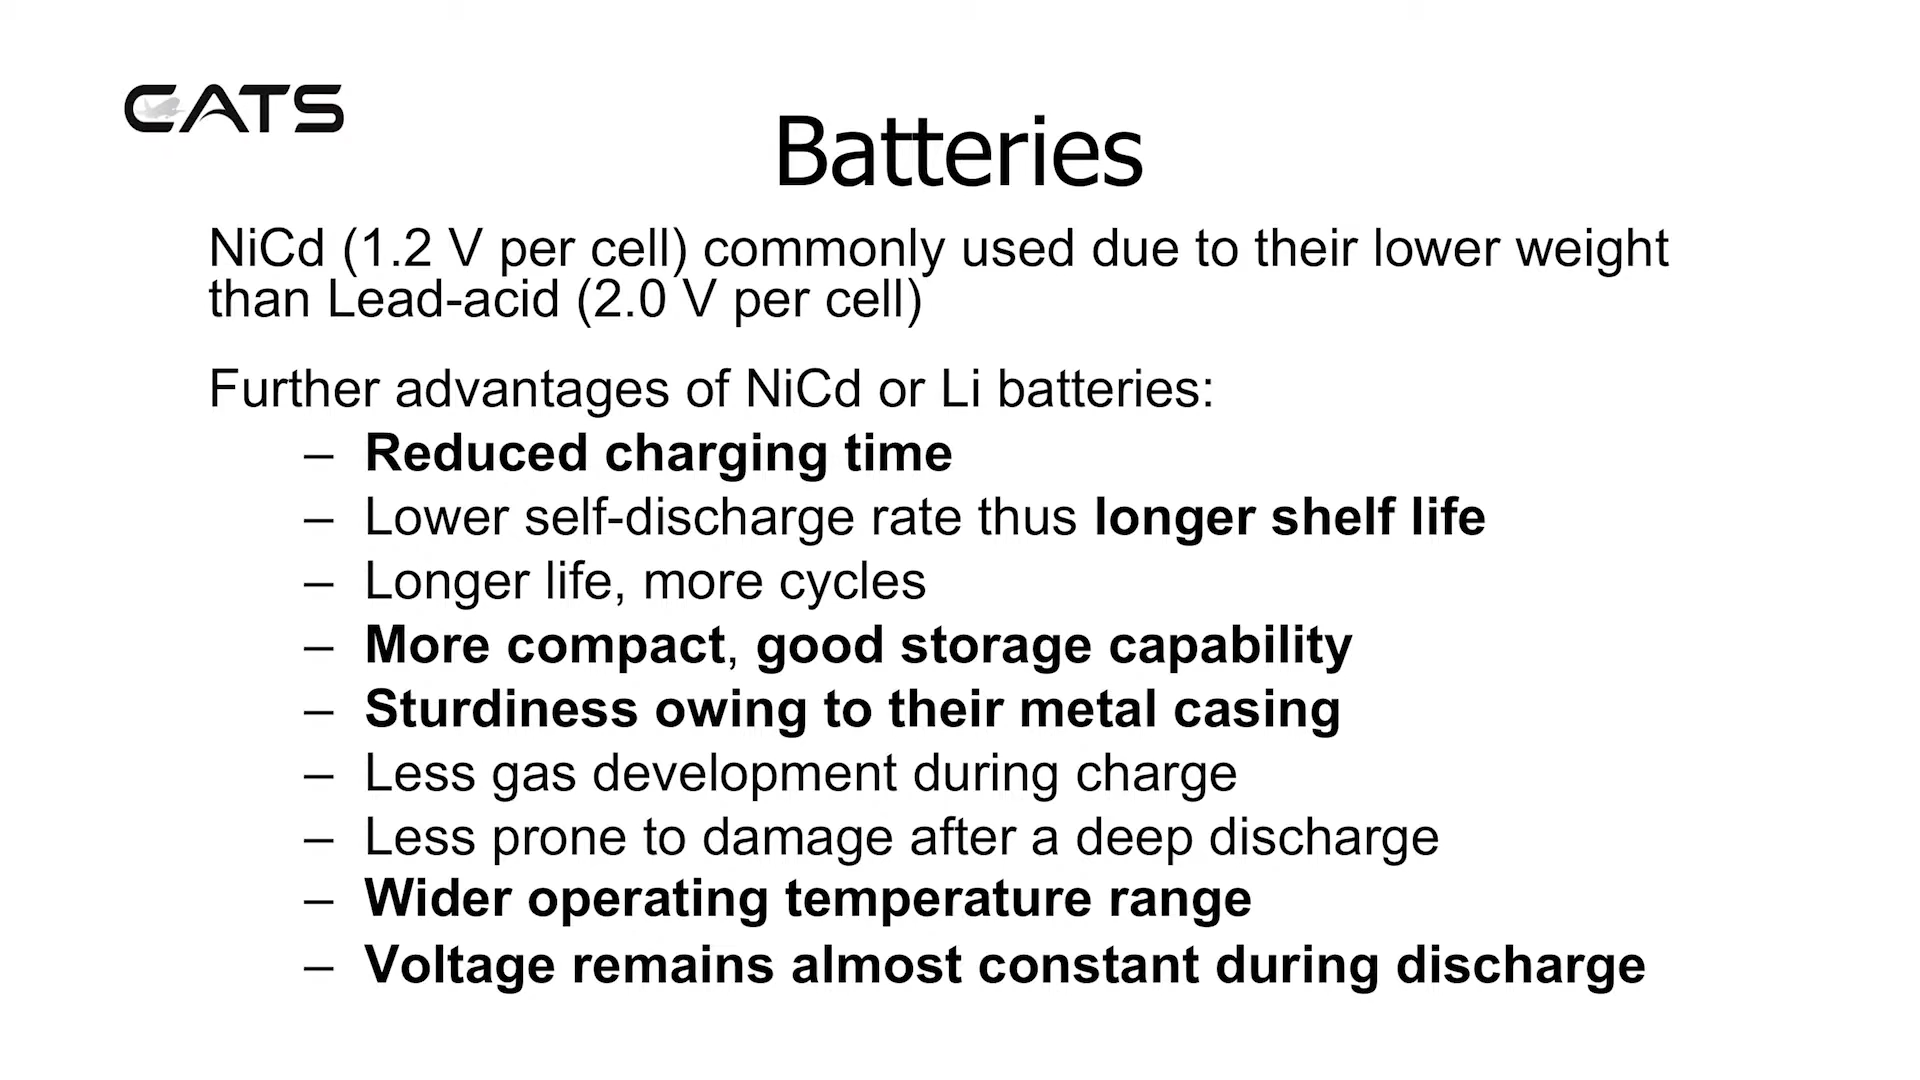 CATS
Batteries
NiCd (1.2 V per cell) commonly used due to their lower weight
than Lead-acid (2.0 V per cell)
Further advantages of NiCd or Li batteries:
– Reduced charging time
– Lower self-discharge rate thus longer shelf life
– Longer life, more cycles
– More compact, good storage capability
– Sturdiness owing to their metal casing
– Less gas development during charge
– Less prone to damage after a deep discharge
– Wider operating temperature range
– Voltage remains almost constant during discharge